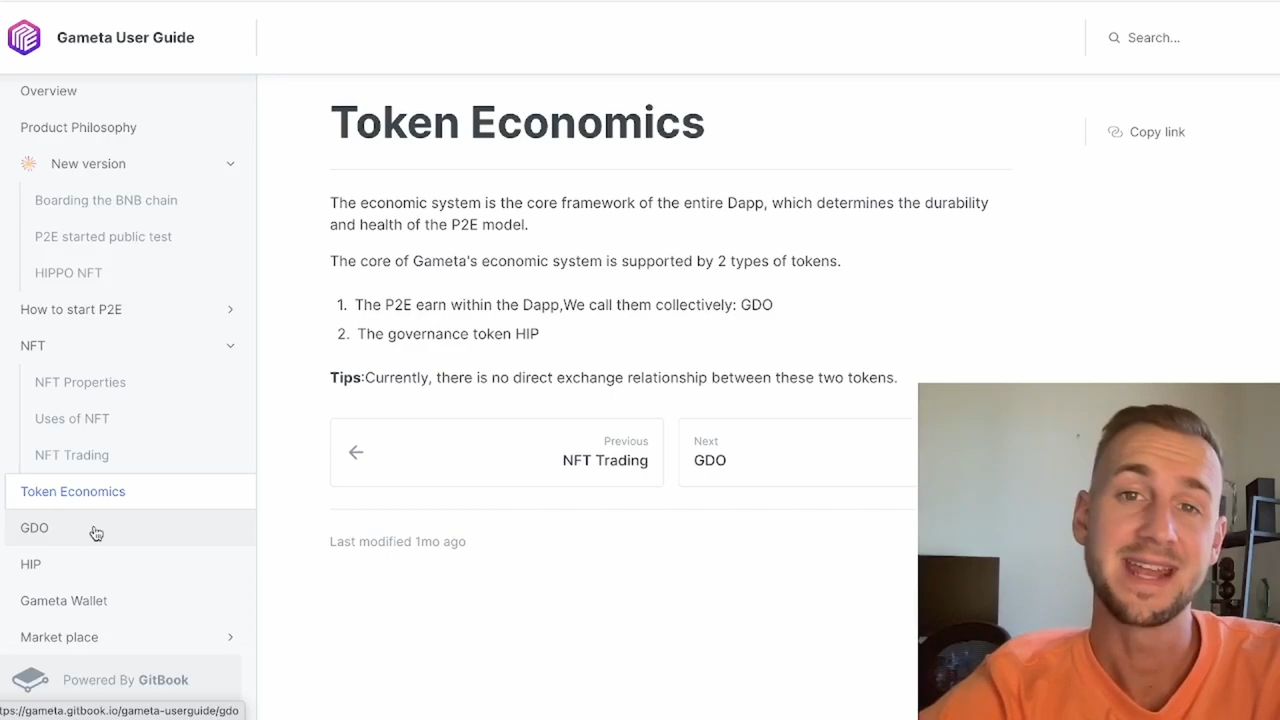 Gameta User Guide
Search...
Overview
Product Philosophy
New version
Boarding the BNB chain
P2E started public test
HIPPO NFT
How to start P2E
NFT
NFT Properties
Uses of NFT
NFT Trading
Token Economics
GDO
HIP
Gameta Wallet
Market place
Powered By GitBook
tps://gameta.gitbook.io/gameta-userguide/gdo
Token Economics
Copy link
The economic system is the core framework of the entire Dapp, which determines the durability
and health of the P2E model.
The core of Gameta's economic system is supported by 2 types of tokens.
1. The P2E earn within the Dapp,We call them collectively: GDO
2. The governance token HIP
Tips:Currently, there is no direct exchange relationship between these two tokens.
Previous
NFT Trading
Next
GDO
Last modified 1mo ago